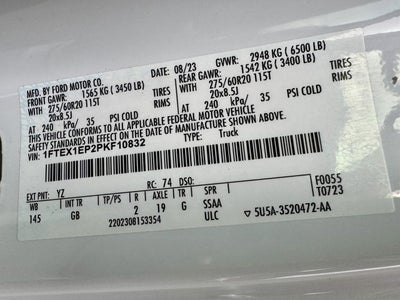 MFD. BY FORD MOTOR CO. 08/23 GVWR: 2948 KG ( 6500 LB)
FRONT GAWR: 1565 KG ( 3450 LB) REAR GAWR: 1542 KG ( 3400 LB)
275/60R20 115T TIRES 275/60R20 115T TIRES
20x8.5J RIMS 20x8.5J RIMS
AT 240 kPa/ 35 PSI COLD AT 240 kPa/ 35 PSI COLD
THIS VEHICLE CONFORMS TO ALL APPLICABLE FEDERAL MOTOR VEHICLE
SAFETY STANDARDS IN EFFECT ON THE DATE OF MANUFACTURE SHOWN ABOVE.
VEHICLE IDENTIFICATION NO:
1FTEX1EP2PKF10832 TYPE: Truck
EXT PNT: YZ RC: 74 DSO: F0055
WB INT TR TP/PS R AXLE TR SPR T0723
145 GB 2 19 G SSAA
2202308153354 ULC 5U5A-3520472-AA